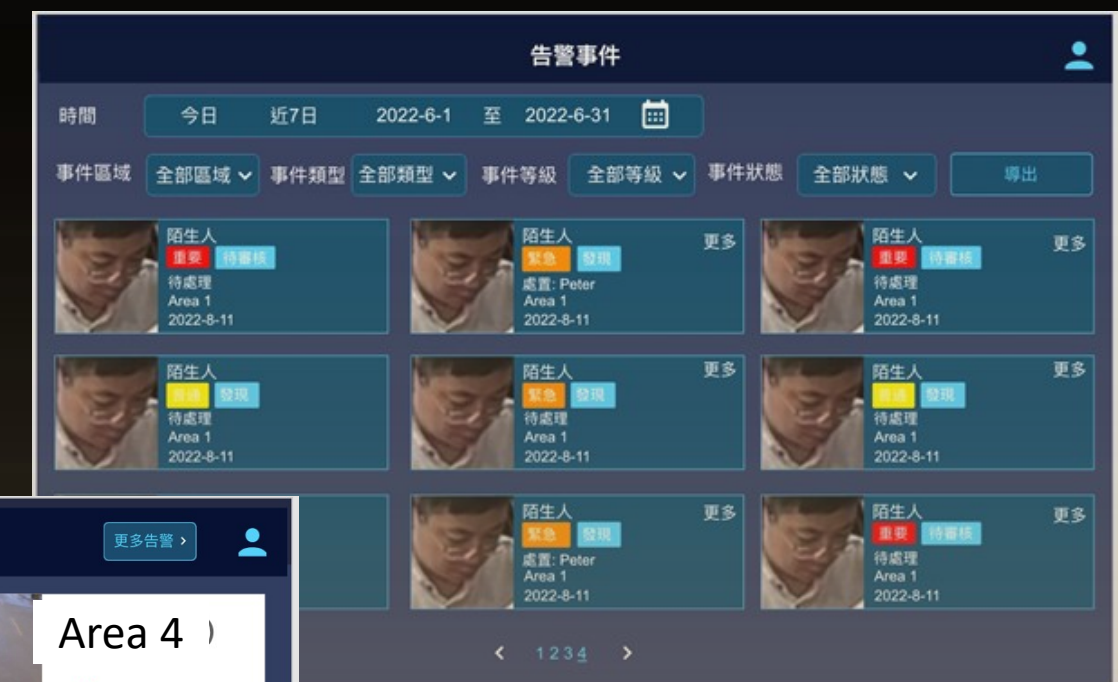 告警事件
時間 今日 近7日 2022-6-1 至 2022-6-31
事件區域 全部區域 事件類型 全部類型 事件等級 全部等級 事件狀態 全部狀態 導出
陌生人
重要 待審核
待處理
Area 1
2022-8-11
陌生人 更多
緊急 發現
處置: Peter
Area 1
2022-8-11
陌生人 更多
重要 待審核
待處理
Area 1
2022-8-11
陌生人
普通 發現
待處理
Area 1
2022-8-11
陌生人 更多
緊急 發現
待處理
Area 1
2022-8-11
陌生人 更多
普通 發現
待處理
Area 1
2022-8-11
陌生人 更多
緊急 發現
處置: Peter
Area 1
2022-8-11
陌生人 更多
重要 待審核
待處理
Area 1
2022-8-11
更多告警 >
Area 4
< 1 2 3 4 >